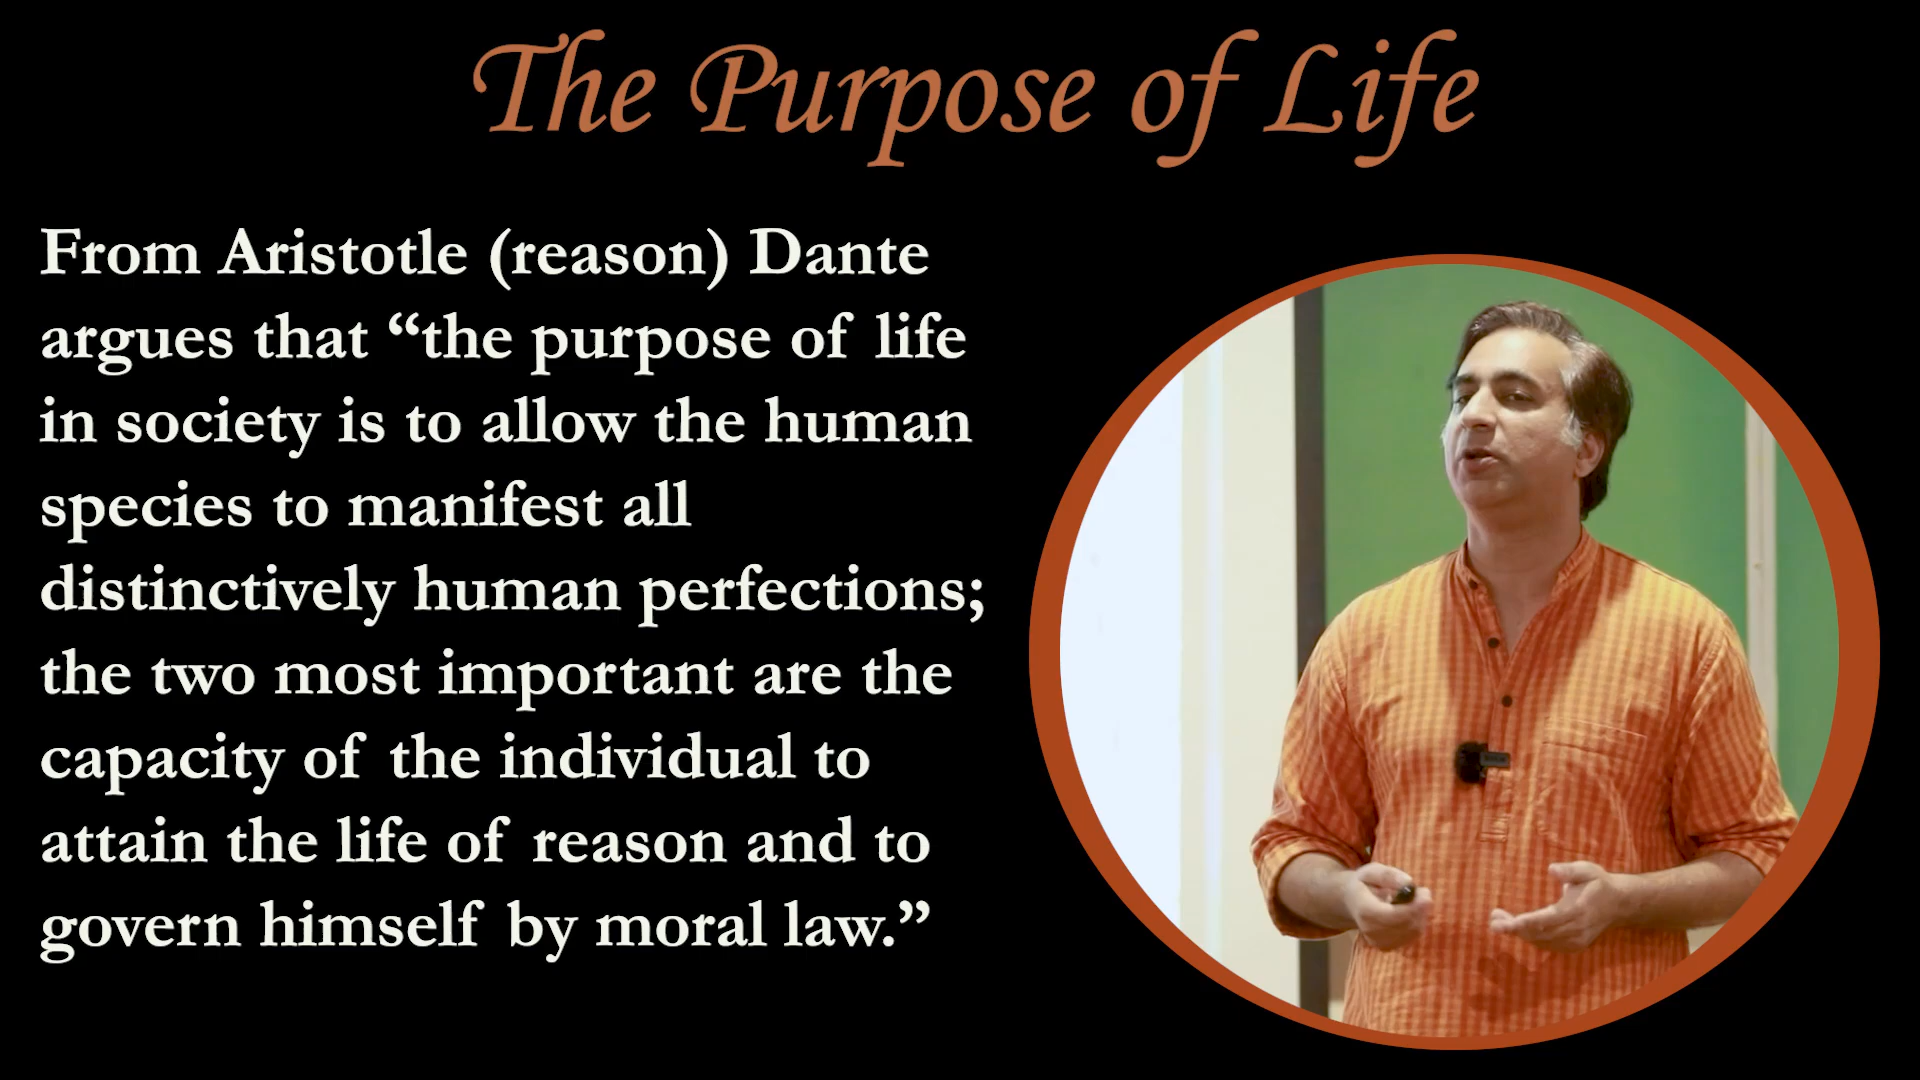 The Purpose of Life
From Aristotle (reason) Dante
argues that “the purpose of life
in society is to allow the human
species to manifest all
distinctively human perfections;
the two most important are the
capacity of the individual to
attain the life of reason and to
govern himself by moral law.”